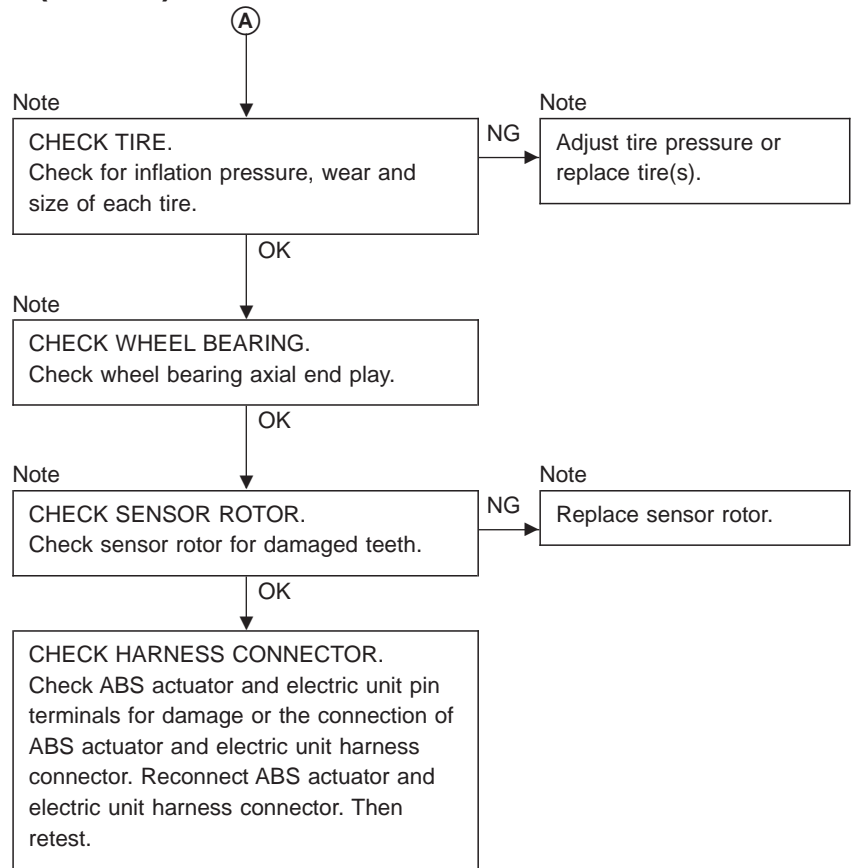 A
Note
CHECK TIRE.
Check for inflation pressure, wear and
size of each tire.
NG
Note
Adjust tire pressure or
replace tire(s).
OK
Note
CHECK WHEEL BEARING.
Check wheel bearing axial end play.
OK
Note
CHECK SENSOR ROTOR.
Check sensor rotor for damaged teeth.
NG
Note
Replace sensor rotor.
OK
CHECK HARNESS CONNECTOR.
Check ABS actuator and electric unit pin
terminals for damage or the connection of
ABS actuator and electric unit harness
connector. Reconnect ABS actuator and
electric unit harness connector. Then
retest.